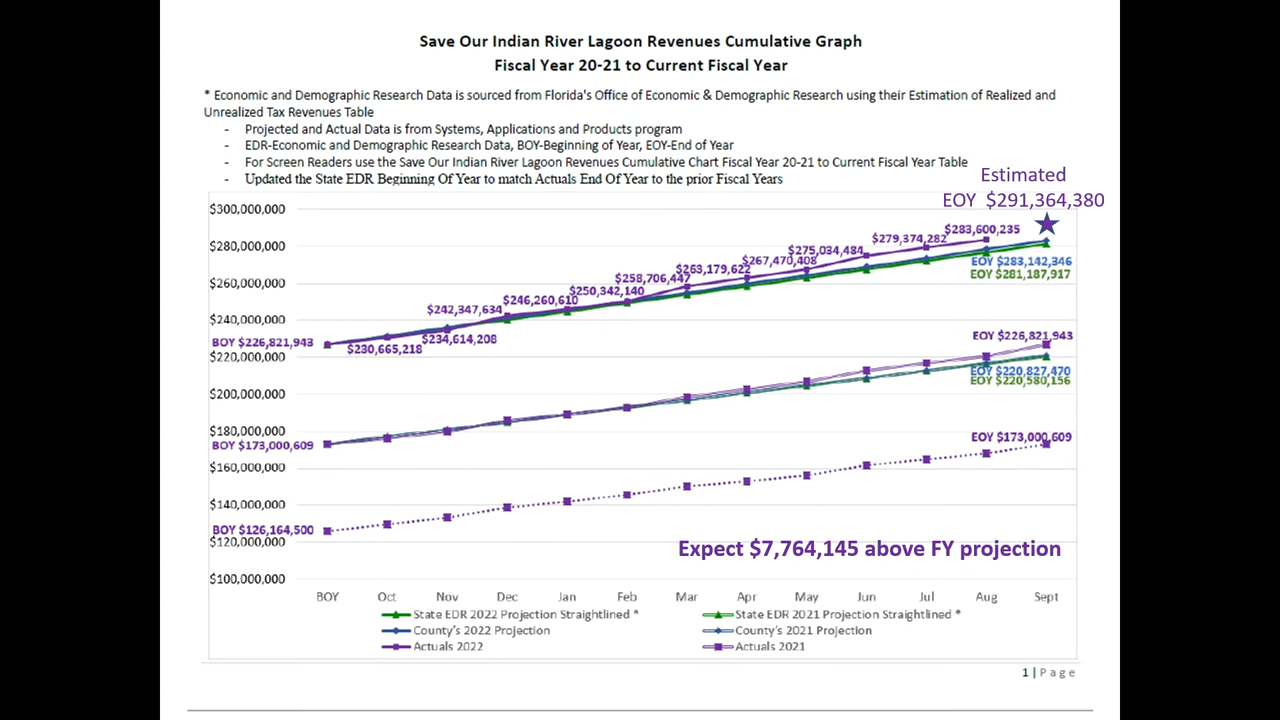 Save Our Indian River Lagoon Revenues Cumulative Graph
Fiscal Year 20-21 to Current Fiscal Year
* Economic and Demographic Research Data is sourced from Florida's Office of Economic & Demographic Research using their Estimation of Realized and
Unrealized Tax Revenues Table
- Projected and Actual Data is from Systems, Applications and Products program
- EDR-Economic and Demographic Research Data, BOY-Beginning of Year, EOY-End of Year
- For Screen Readers use the Save Our Indian River Lagoon Revenues Cumulative Chart Fiscal Year 20-21 to Current Fiscal Year Table
- Updated the State EDR Beginning Of Year to match Actuals End Of Year to the prior Fiscal Years
Estimated
EOY $291,364,380
$300,000,000
$283,600,235
$279,374,282
$280,000,000
$275,034,484
EOY $283,142,346
$267,470,408
$263,179,622
EOY $281,187,917
$258,706,447
$260,000,000
$250,342,140
$246,260,610
$242,347,634
$240,000,000
EOY $226,821,943
$234,614,208
BOY $226,821,943
$230,665,218
$220,000,000
EOY $220,827,470
EOY $220,580,156
$200,000,000
$180,000,000
EOY $173,000,609
BOY $173,000,609
$160,000,000
$140,000,000
BOY $126,164,500
$120,000,000
Expect $7,764,145 above FY projection
$100,000,000
BOY Oct Nov Dec Jan Feb Mar Apr May Jun Jul Aug Sept
State EDR 2022 Projection Straightlined * State EDR 2021 Projection Straightlined *
County's 2022 Projection County's 2021 Projection
Actuals 2022 Actuals 2021
1 | Page